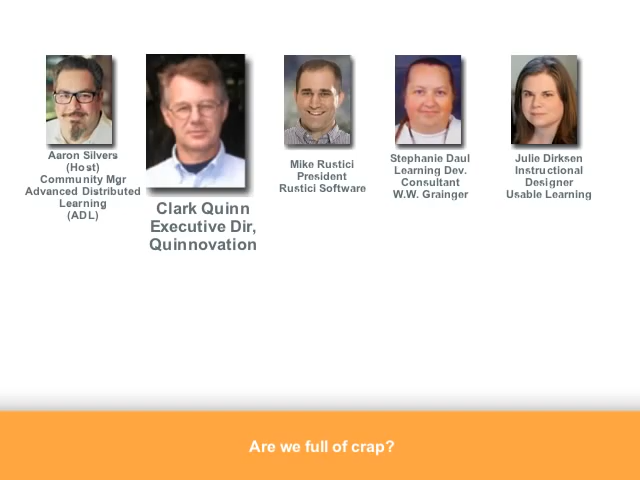 Aaron Silvers
(Host)
Community Mgr
Advanced Distributed
Learning
(ADL)
Clark Quinn
Executive Dir,
Quinnovation
Mike Rustici
President
Rustici Software
Stephanie Daul
Learning Dev.
Consultant
W.W. Grainger
Julie Dirksen
Instructional
Designer
Usable Learning
Are we full of crap?